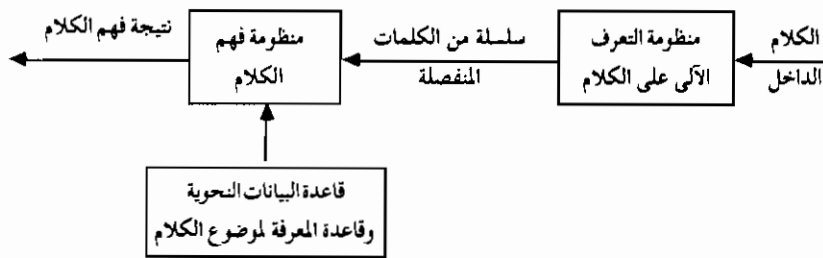 الكلام
الداخل
منظومة التعرف
الآلى على الكلام
سلسلة من الكلمات
المنفصلة
منظومة فهم
الكلام
نتيجة فهم الكلام
قاعدة البيانات النحوية
وقاعدة المعرفة لموضوع الكلام